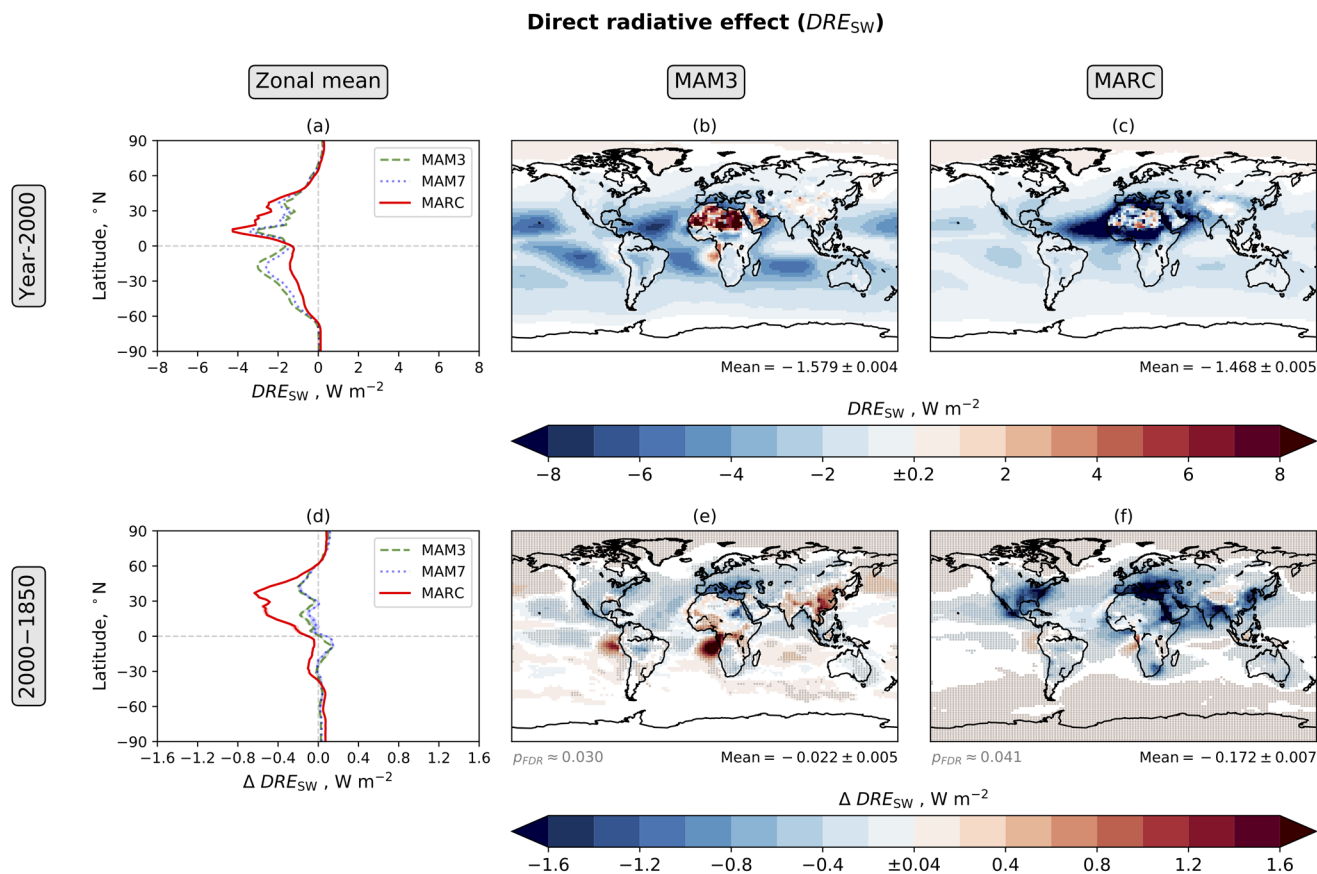 Direct radiative effect (DRE_SW)
Zonal mean
MAM3
MARC
Year-2000
(a)
90
60
30
0
−30
−60
−90
Latitude, °N
MAM3
MAM7
MARC
−8 −6 −4 −2 0 2 4 6 8
DRE_SW , W m⁻²
(b)
Mean = −1.579 ± 0.004
(c)
Mean = −1.468 ± 0.005
DRE_SW , W m⁻²
−8 −6 −4 −2 ±0.2 2 4 6 8
2000−1850
(d)
90
60
30
0
−30
−60
−90
Latitude, °N
MAM3
MAM7
MARC
−1.6 −1.2 −0.8 −0.4 0.0 0.4 0.8 1.2 1.6
Δ DRE_SW , W m⁻²
(e)
p_FDR ≈ 0.030
Mean = −0.022 ± 0.005
(f)
p_FDR ≈ 0.041
Mean = −0.172 ± 0.007
Δ DRE_SW , W m⁻²
−1.6 −1.2 −0.8 −0.4 ±0.04 0.4 0.8 1.2 1.6